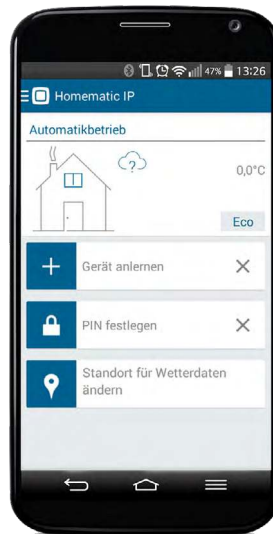 47% 13:26
Homematic IP
Automatikbetrieb
?
0,0°C
Eco
Gerät anlernen
PIN festlegen
Standort für Wetterdaten
ändern